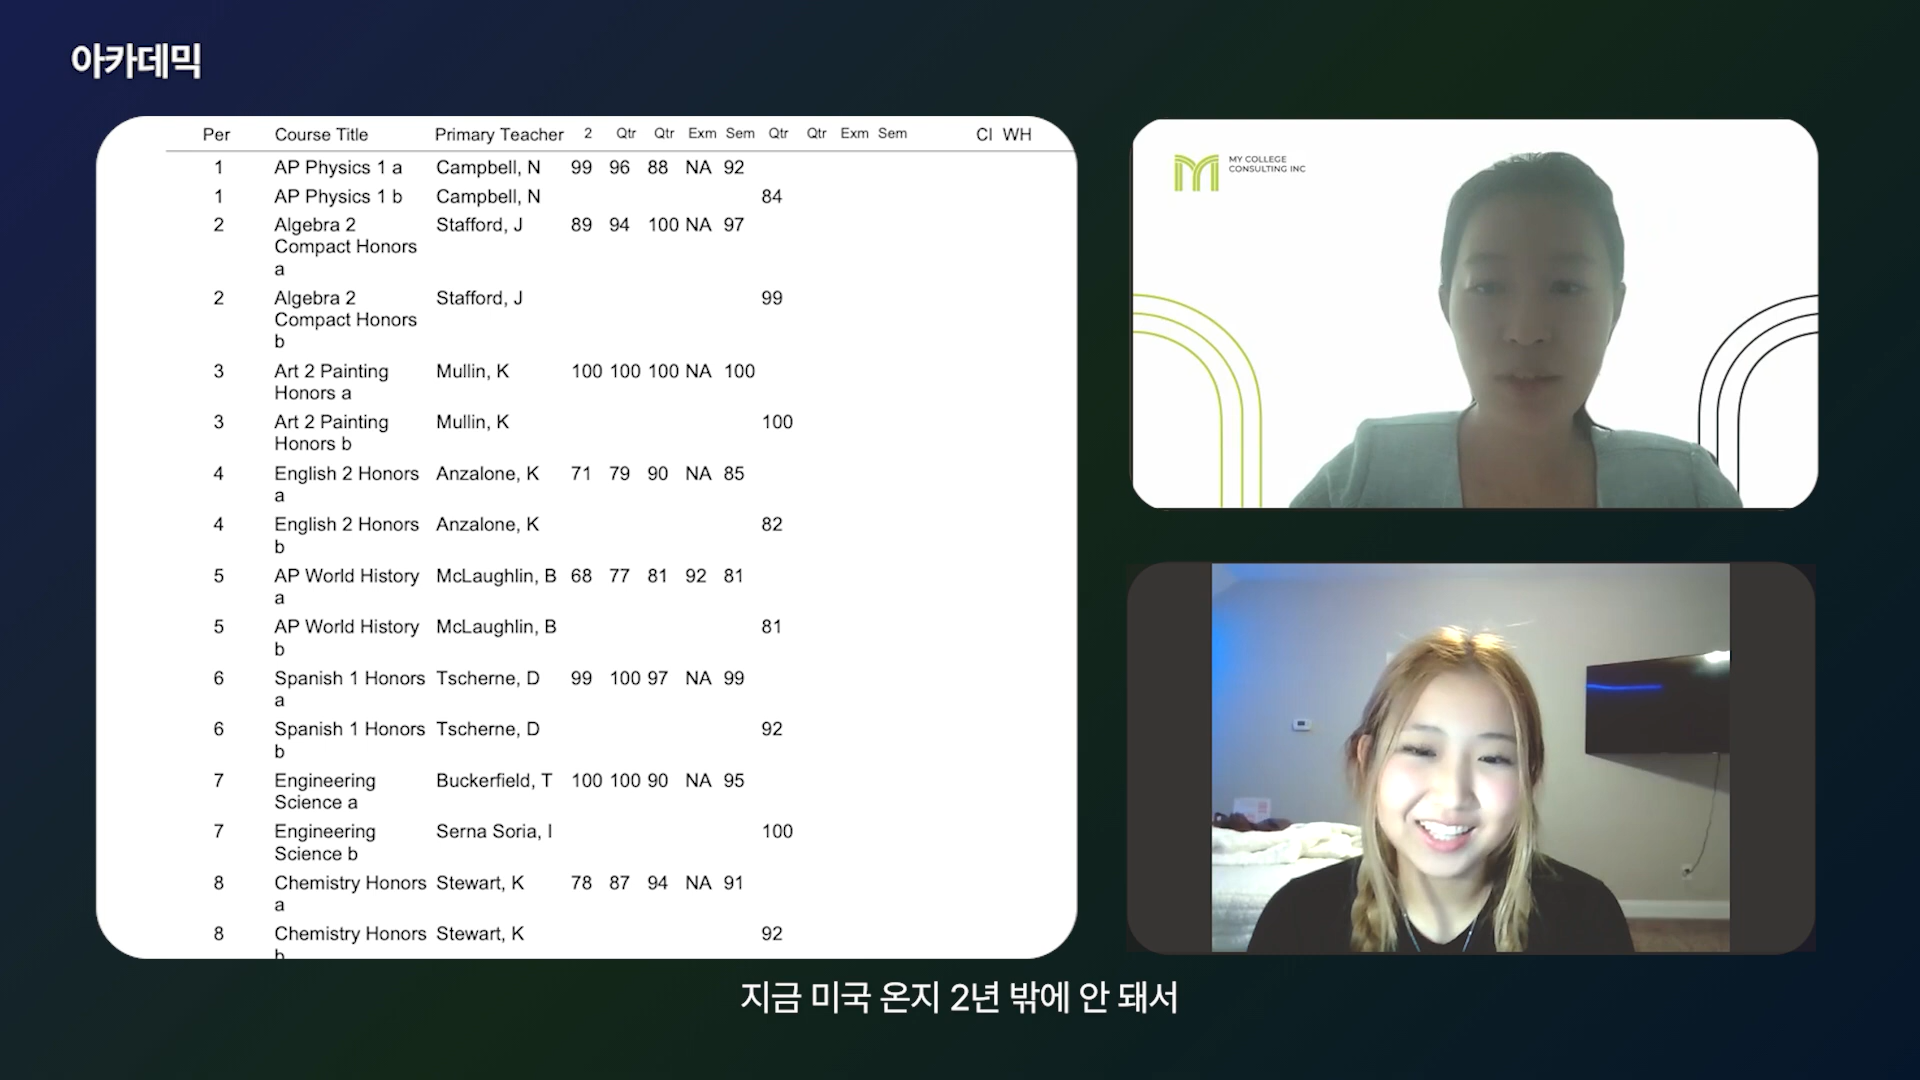 아카데믹
Per Course Title Primary Teacher 2 Qtr Qtr Exm Sem Qtr Qtr Exm Sem CI WH
1 AP Physics 1 a Campbell, N 99 96 88 NA 92
1 AP Physics 1 b Campbell, N 84
2 Algebra 2 Stafford, J 89 94 100 NA 97
Compact Honors
a
2 Algebra 2 Stafford, J 99
Compact Honors
b
3 Art 2 Painting Mullin, K 100 100 100 NA 100
Honors a
3 Art 2 Painting Mullin, K 100
Honors b
4 English 2 Honors Anzalone, K 71 79 90 NA 85
a
4 English 2 Honors Anzalone, K 82
b
5 AP World History McLaughlin, B 68 77 81 92 81
a
5 AP World History McLaughlin, B 81
b
6 Spanish 1 Honors Tscherne, D 99 100 97 NA 99
a
6 Spanish 1 Honors Tscherne, D 92
b
7 Engineering Buckerfield, T 100 100 90 NA 95
Science a
7 Engineering Serna Soria, I 100
Science b
8 Chemistry Honors Stewart, K 78 87 94 NA 91
a
8 Chemistry Honors Stewart, K 92
b
MY COLLEGE
CONSULTING INC
지금 미국 온지 2년 밖에 안 돼서